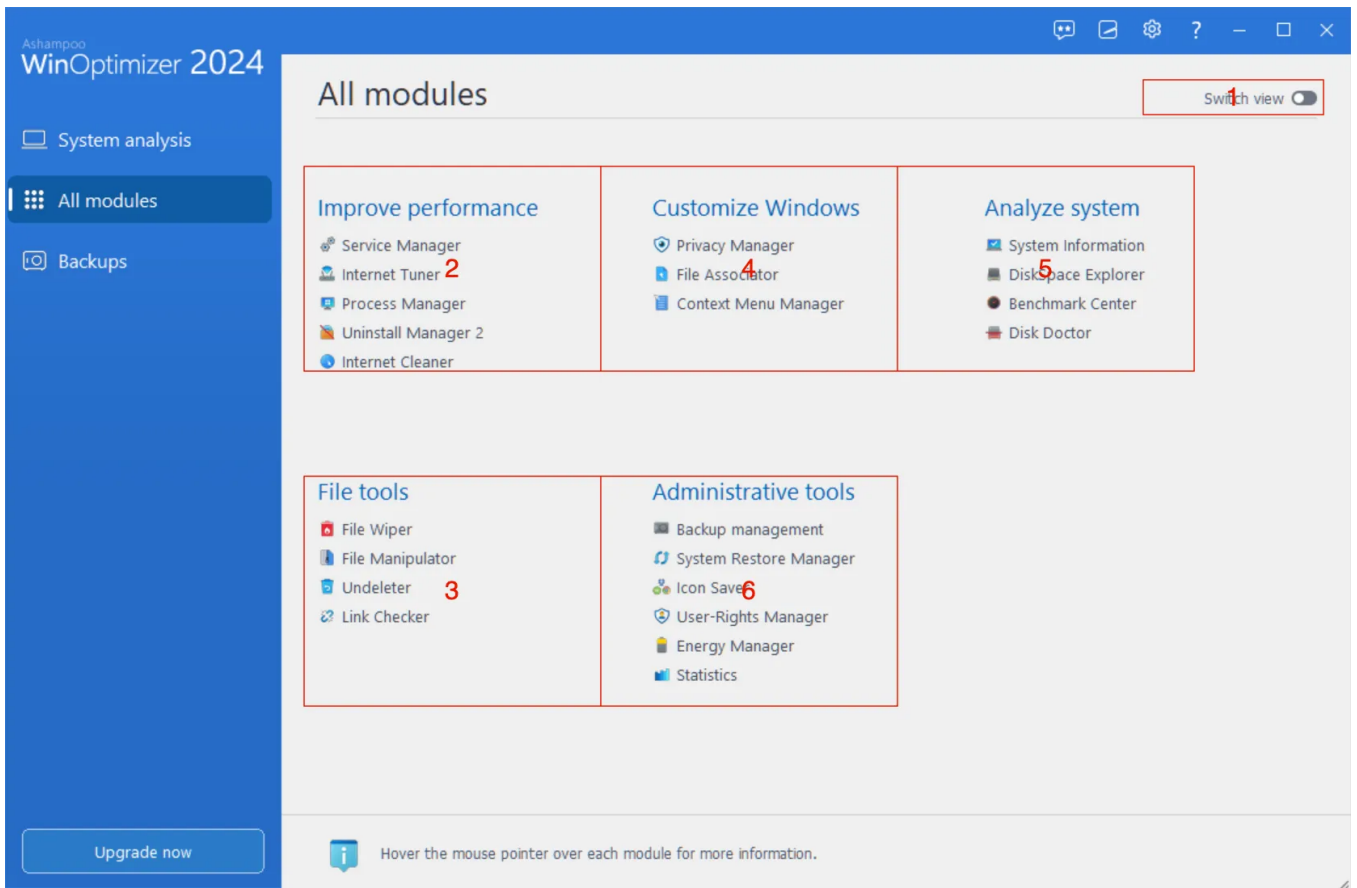 Ashampoo
WinOptimizer 2024
?
System analysis
All modules
Backups
Upgrade now
All modules
Switch view
1
Improve performance
Service Manager
Internet Tuner
Process Manager
Uninstall Manager 2
Internet Cleaner
2
Customize Windows
Privacy Manager
File Associator
Context Menu Manager
4
Analyze system
System Information
Diskspace Explorer
Benchmark Center
Disk Doctor
5
File tools
File Wiper
File Manipulator
Undeleter
Link Checker
3
Administrative tools
Backup management
System Restore Manager
Icon Saver
User-Rights Manager
Energy Manager
Statistics
6
Hover the mouse pointer over each module for more information.